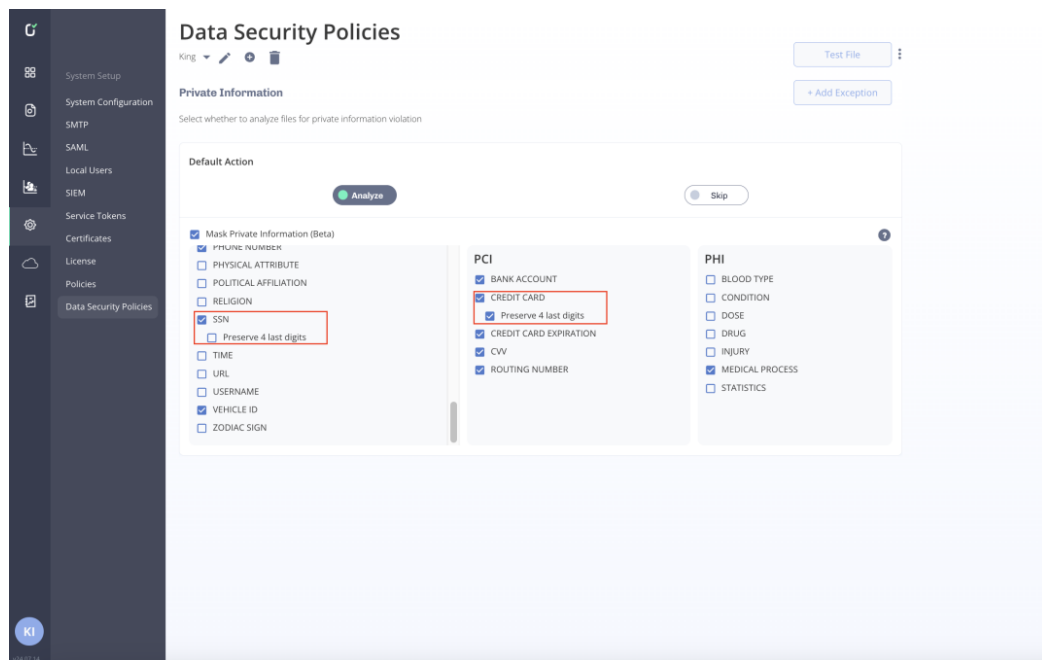 Data Security Policies
King
Test File
System Setup
System Configuration
SMTP
SAML
Local Users
SIEM
Service Tokens
Certificates
License
Policies
Data Security Policies
Private Information
+ Add Exception
Select whether to analyze files for private information violation
Default Action
Analyze
Skip
Mask Private Information (Beta)
?
PHONE NUMBER
PHYSICAL ATTRIBUTE
POLITICAL AFFILIATION
RELIGION
SSN
Preserve 4 last digits
TIME
URL
USERNAME
VEHICLE ID
ZODIAC SIGN
PCI
BANK ACCOUNT
CREDIT CARD
Preserve 4 last digits
CREDIT CARD EXPIRATION
CVV
ROUTING NUMBER
PHI
BLOOD TYPE
CONDITION
DOSE
DRUG
INJURY
MEDICAL PROCESS
STATISTICS
KI